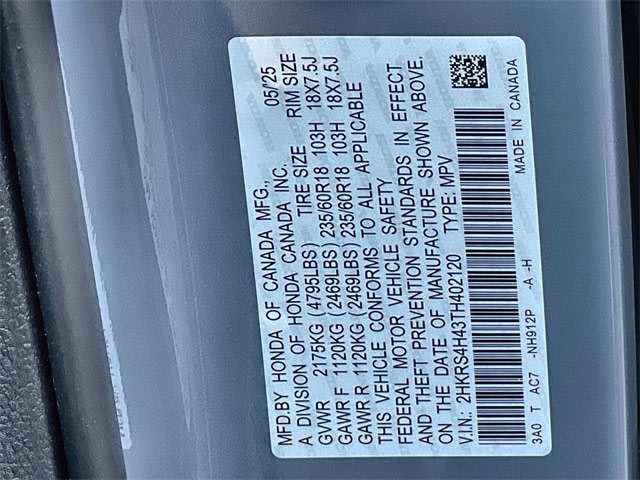 MFD.BY HONDA OF CANADA MFG., 05/25
A DIVISION OF HONDA CANADA INC.
GVWR 2175KG (4795LBS) TIRE SIZE RIM SIZE
GAWR F 1120KG (2469LBS) 235/60R18 103H 18X7.5J
GAWR R 1120KG (2469LBS) 235/60R18 103H 18X7.5J
THIS VEHICLE CONFORMS TO ALL APPLICABLE
FEDERAL MOTOR VEHICLE SAFETY
AND THEFT PREVENTION STANDARDS IN EFFECT
ON THE DATE OF MANUFACTURE SHOWN ABOVE.
V.I.N.: 2HKRS4H43TH402120 TYPE: MPV
3A0 T AC7 -NH912P -A -H MADE IN CANADA